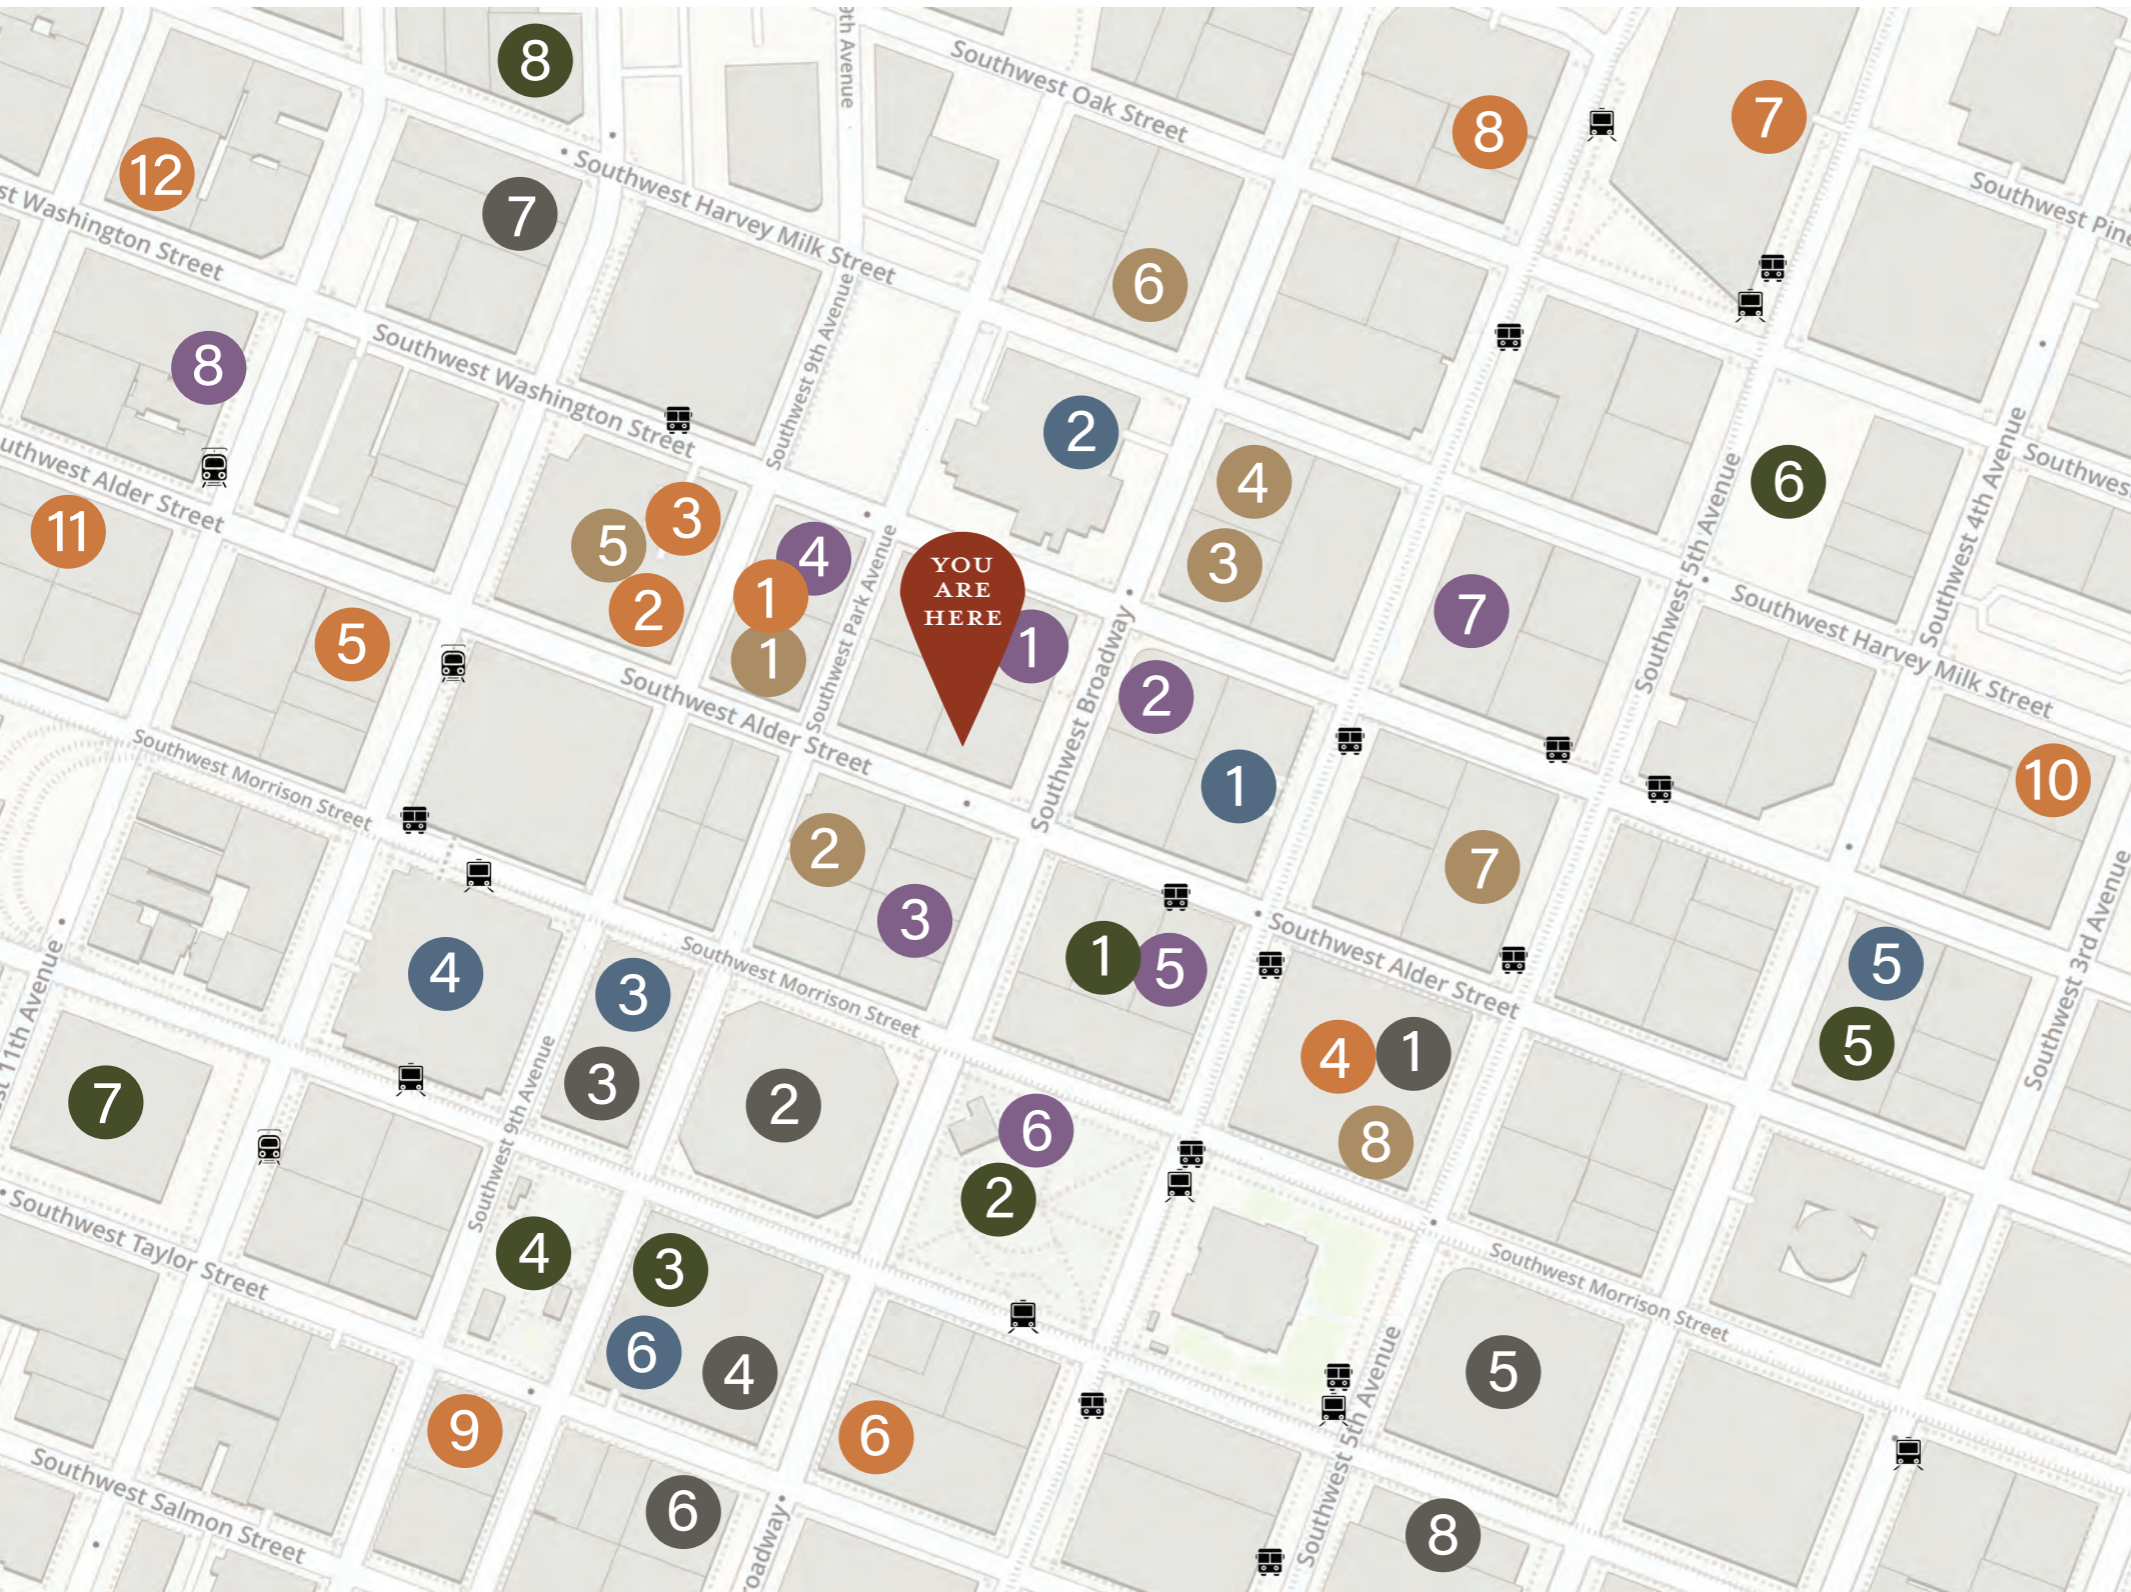 8
9th Avenue
Southwest Oak Street
8
7
12
Southwest Harvey Milk Street
7
Southwest Pine
st Washington Street
6
8
Southwest Washington Street
Southwest 9th Avenue
2
4
6
Southwest 4th Avenue
Southwest
uthwest Alder Street
11
3
5
4
3
Southwest 5th Avenue
1
2
YOU
ARE
HERE
Southwest Park Avenue
7
5
1
1
2
Southwest Broadway
Southwest Harvey Milk Street
Southwest Alder Street
Southwest Morrison Street
1
10
2
7
3
1
5
Southwest Alder Street
5
Southwest 3rd Avenue
4
3
Southwest Morrison Street
st 11th Avenue
5
4
1
3
2
7
6
8
Southwest 9th Avenue
2
Southwest Taylor Street
4
3
Southwest Morrison Street
6
4
5
Southwest 5th Avenue
9
6
Southwest Salmon Street
6
roadway
8